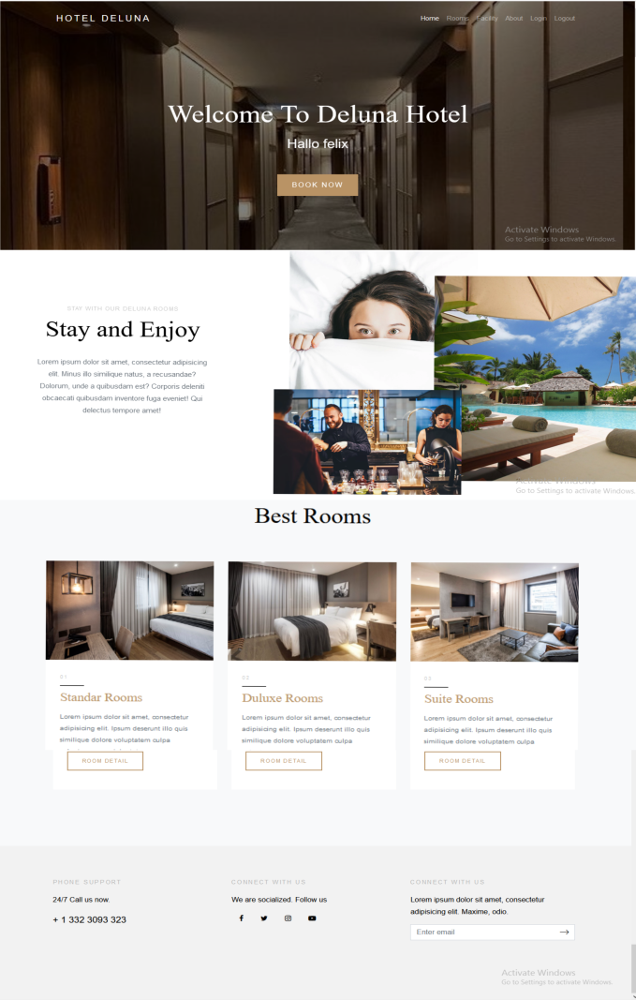 HOTEL DELUNA
Home Rooms Facility About Login Logout
Welcome To Deluna Hotel
Hallo felix
BOOK NOW
Activate Windows
Go to Settings to activate Windows.
STAY WITH OUR DELUNA ROOMS
Stay and Enjoy
Lorem ipsum dolor sit amet, consectetur adipisicing
elit. Minus illo similique natus, a recusandae?
Dolorum, unde a quibusdam est? Corporis deleniti
obcaecati quibusdam inventore fuga eveniet! Qui
delectus tempore amet!
Activate Windows
Go to Settings to activate Windows.
Best Rooms
01
Standar Rooms
Lorem ipsum dolor sit amet, consectetur
adipisicing elit. Ipsum deserunt illo quis
similique dolore voluptatem culpa
ROOM DETAIL
02
Duluxe Rooms
Lorem ipsum dolor sit amet, consectetur
adipisicing elit. Ipsum deserunt illo quis
similique dolore voluptatem culpa
ROOM DETAIL
03
Suite Rooms
Lorem ipsum dolor sit amet, consectetur
adipisicing elit. Ipsum deserunt illo quis
similique dolore voluptatem culpa
ROOM DETAIL
PHONE SUPPORT
24/7 Call us now.
+ 1 332 3093 323
CONNECT WITH US
We are socialized. Follow us
CONNECT WITH US
Lorem ipsum dolor sit amet, consectetur
adipisicing elit. Maxime, odio.
Enter email
Activate Windows
Go to Settings to activate Windows.